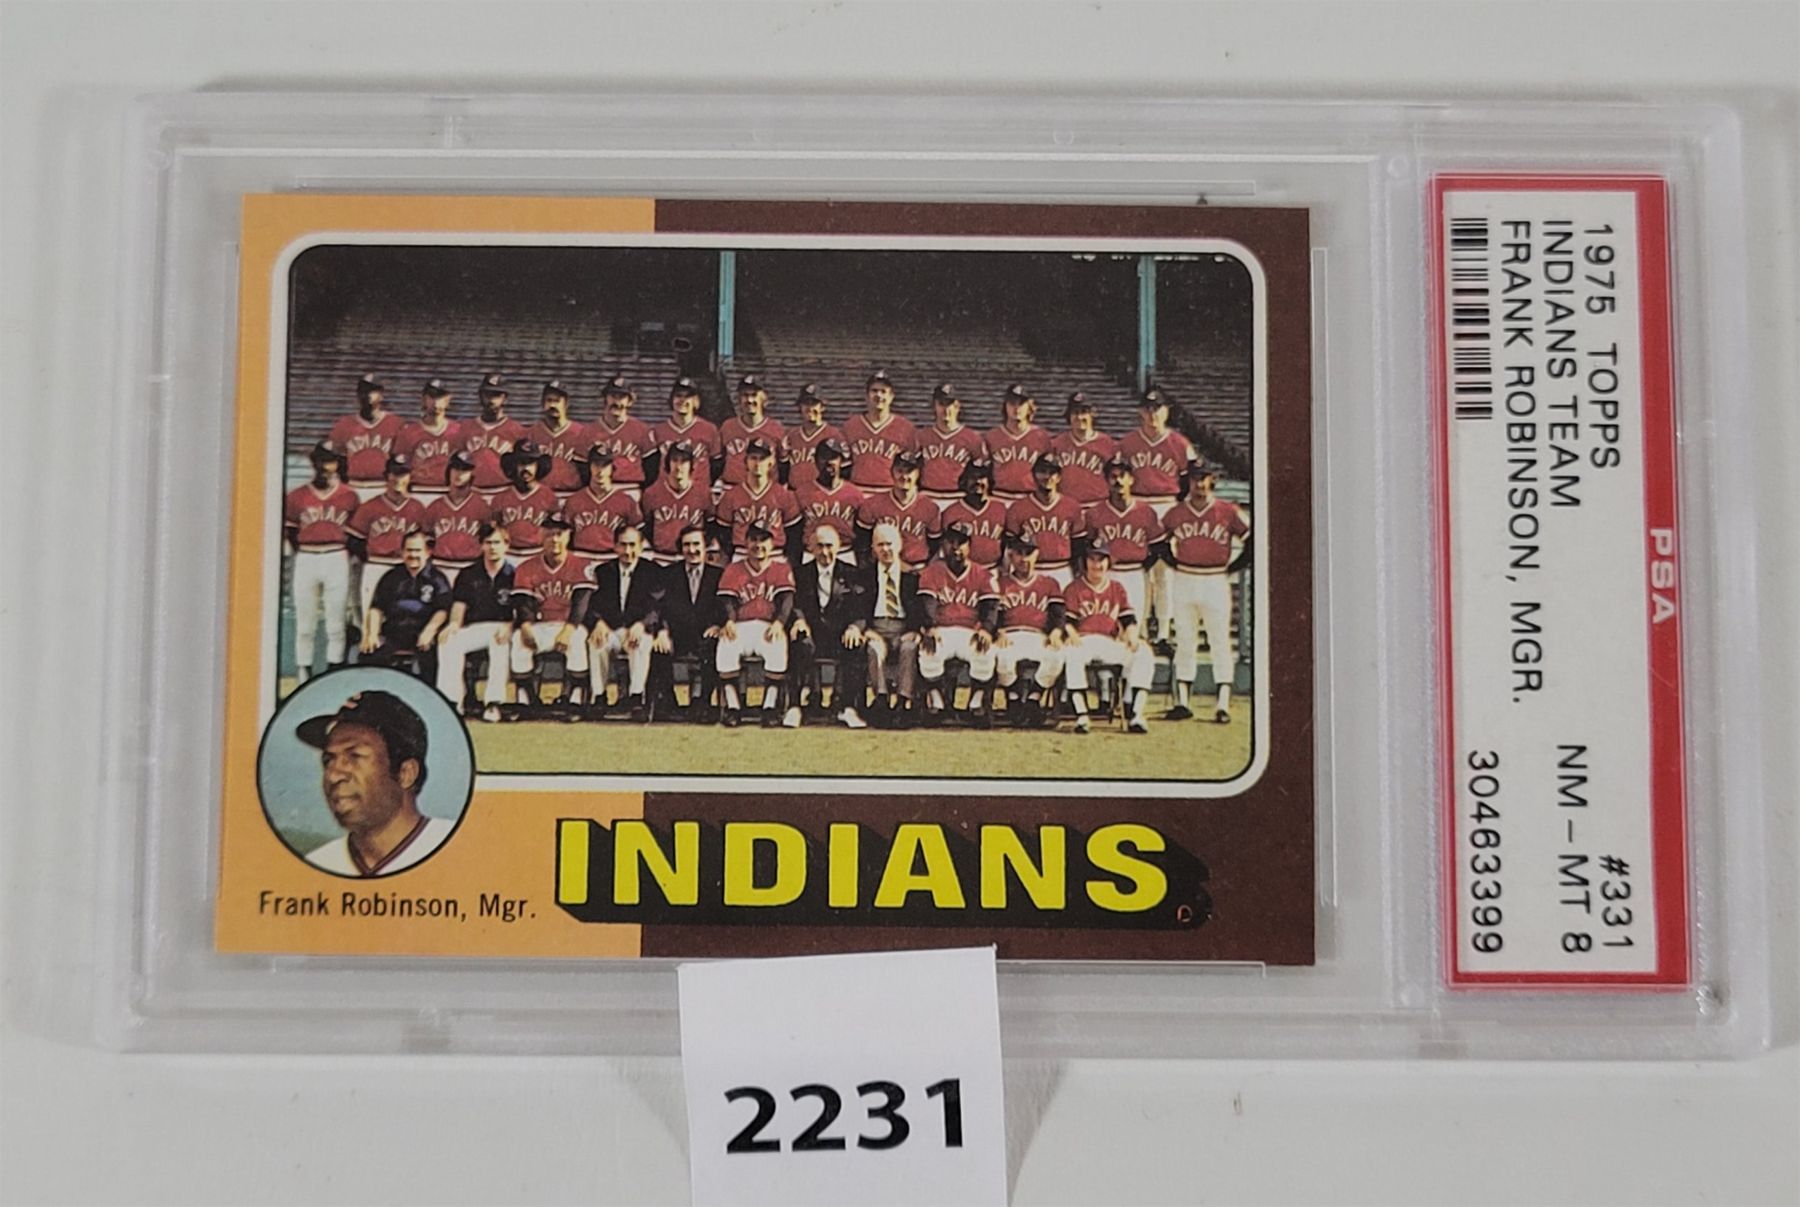 Frank Robinson, Mgr.
INDIANS
1975 TOPPS #331
INDIANS TEAM NM-MT 8
FRANK ROBINSON, MGR. 30463399
PSA
2231